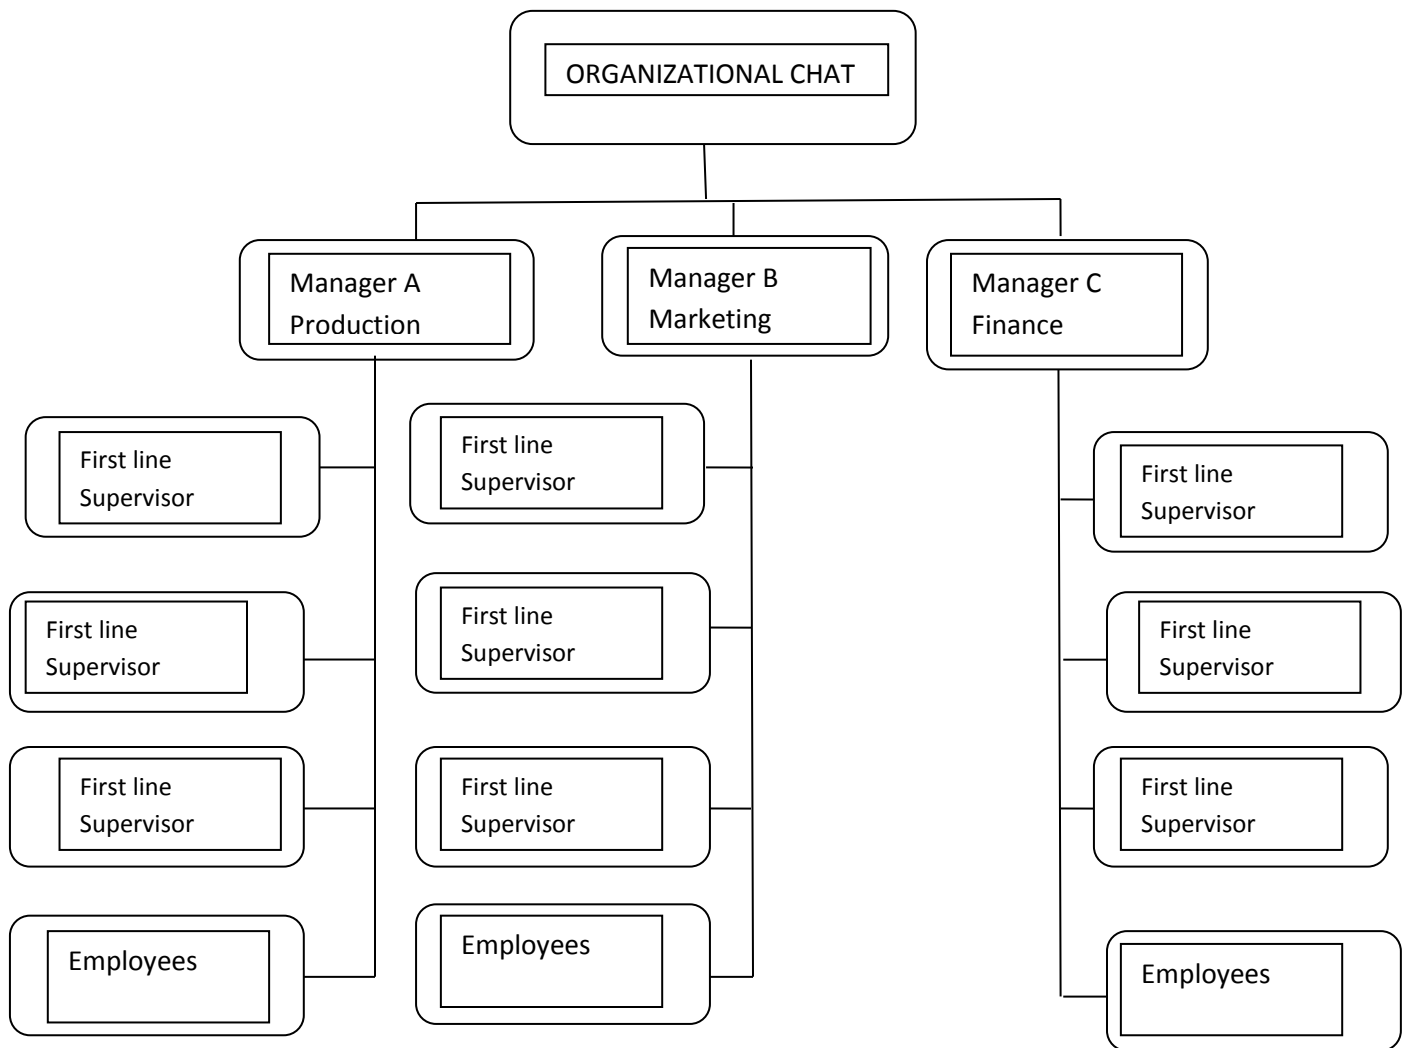 ORGANIZATIONAL CHAT
Manager A
Production
Manager B
Marketing
Manager C
Finance
First line
Supervisor
First line
Supervisor
First line
Supervisor
First line
Supervisor
First line
Supervisor
First line
Supervisor
First line
Supervisor
First line
Supervisor
First line
Supervisor
Employees
Employees
Employees